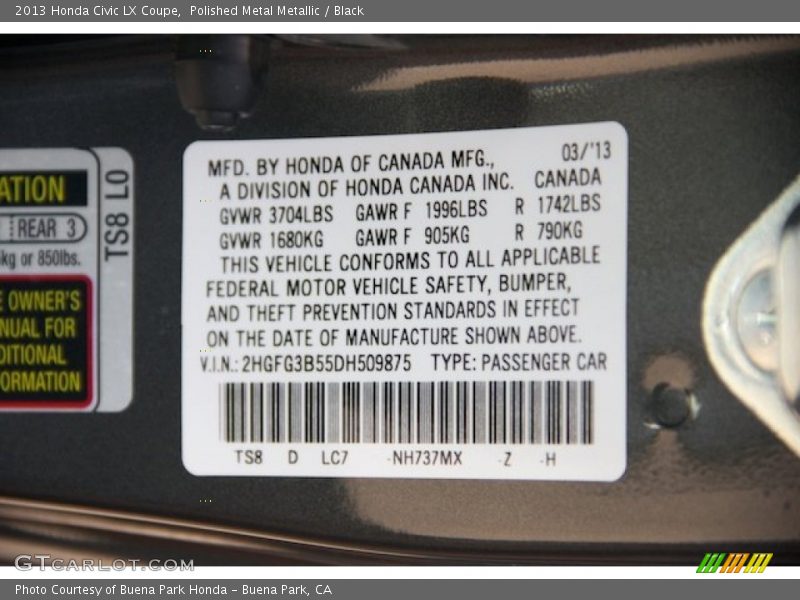 2013 Honda Civic LX Coupe, Polished Metal Metallic / Black
ATION
REAR 3
kg or 850lbs.
OWNER'S
FOR
TS8 L0
MFD. BY HONDA OF CANADA MFG., 03/'13
A DIVISION OF HONDA CANADA INC. CANADA
GVWR 3704LBS GAWR F 1996LBS R 1742LBS
GVWR 1680KG GAWR F 905KG R 790KG
THIS VEHICLE CONFORMS TO ALL APPLICABLE
FEDERAL MOTOR VEHICLE SAFETY, BUMPER,
AND THEFT PREVENTION STANDARDS IN EFFECT
ON THE DATE OF MANUFACTURE SHOWN ABOVE.
V.I.N.: 2HGFG3B55DH509875 TYPE: PASSENGER CAR
TS8 D LC7 -NH737MX -Z -H
GTCARLOT.COM
Photo Courtesy of Buena Park Honda – Buena Park, CA